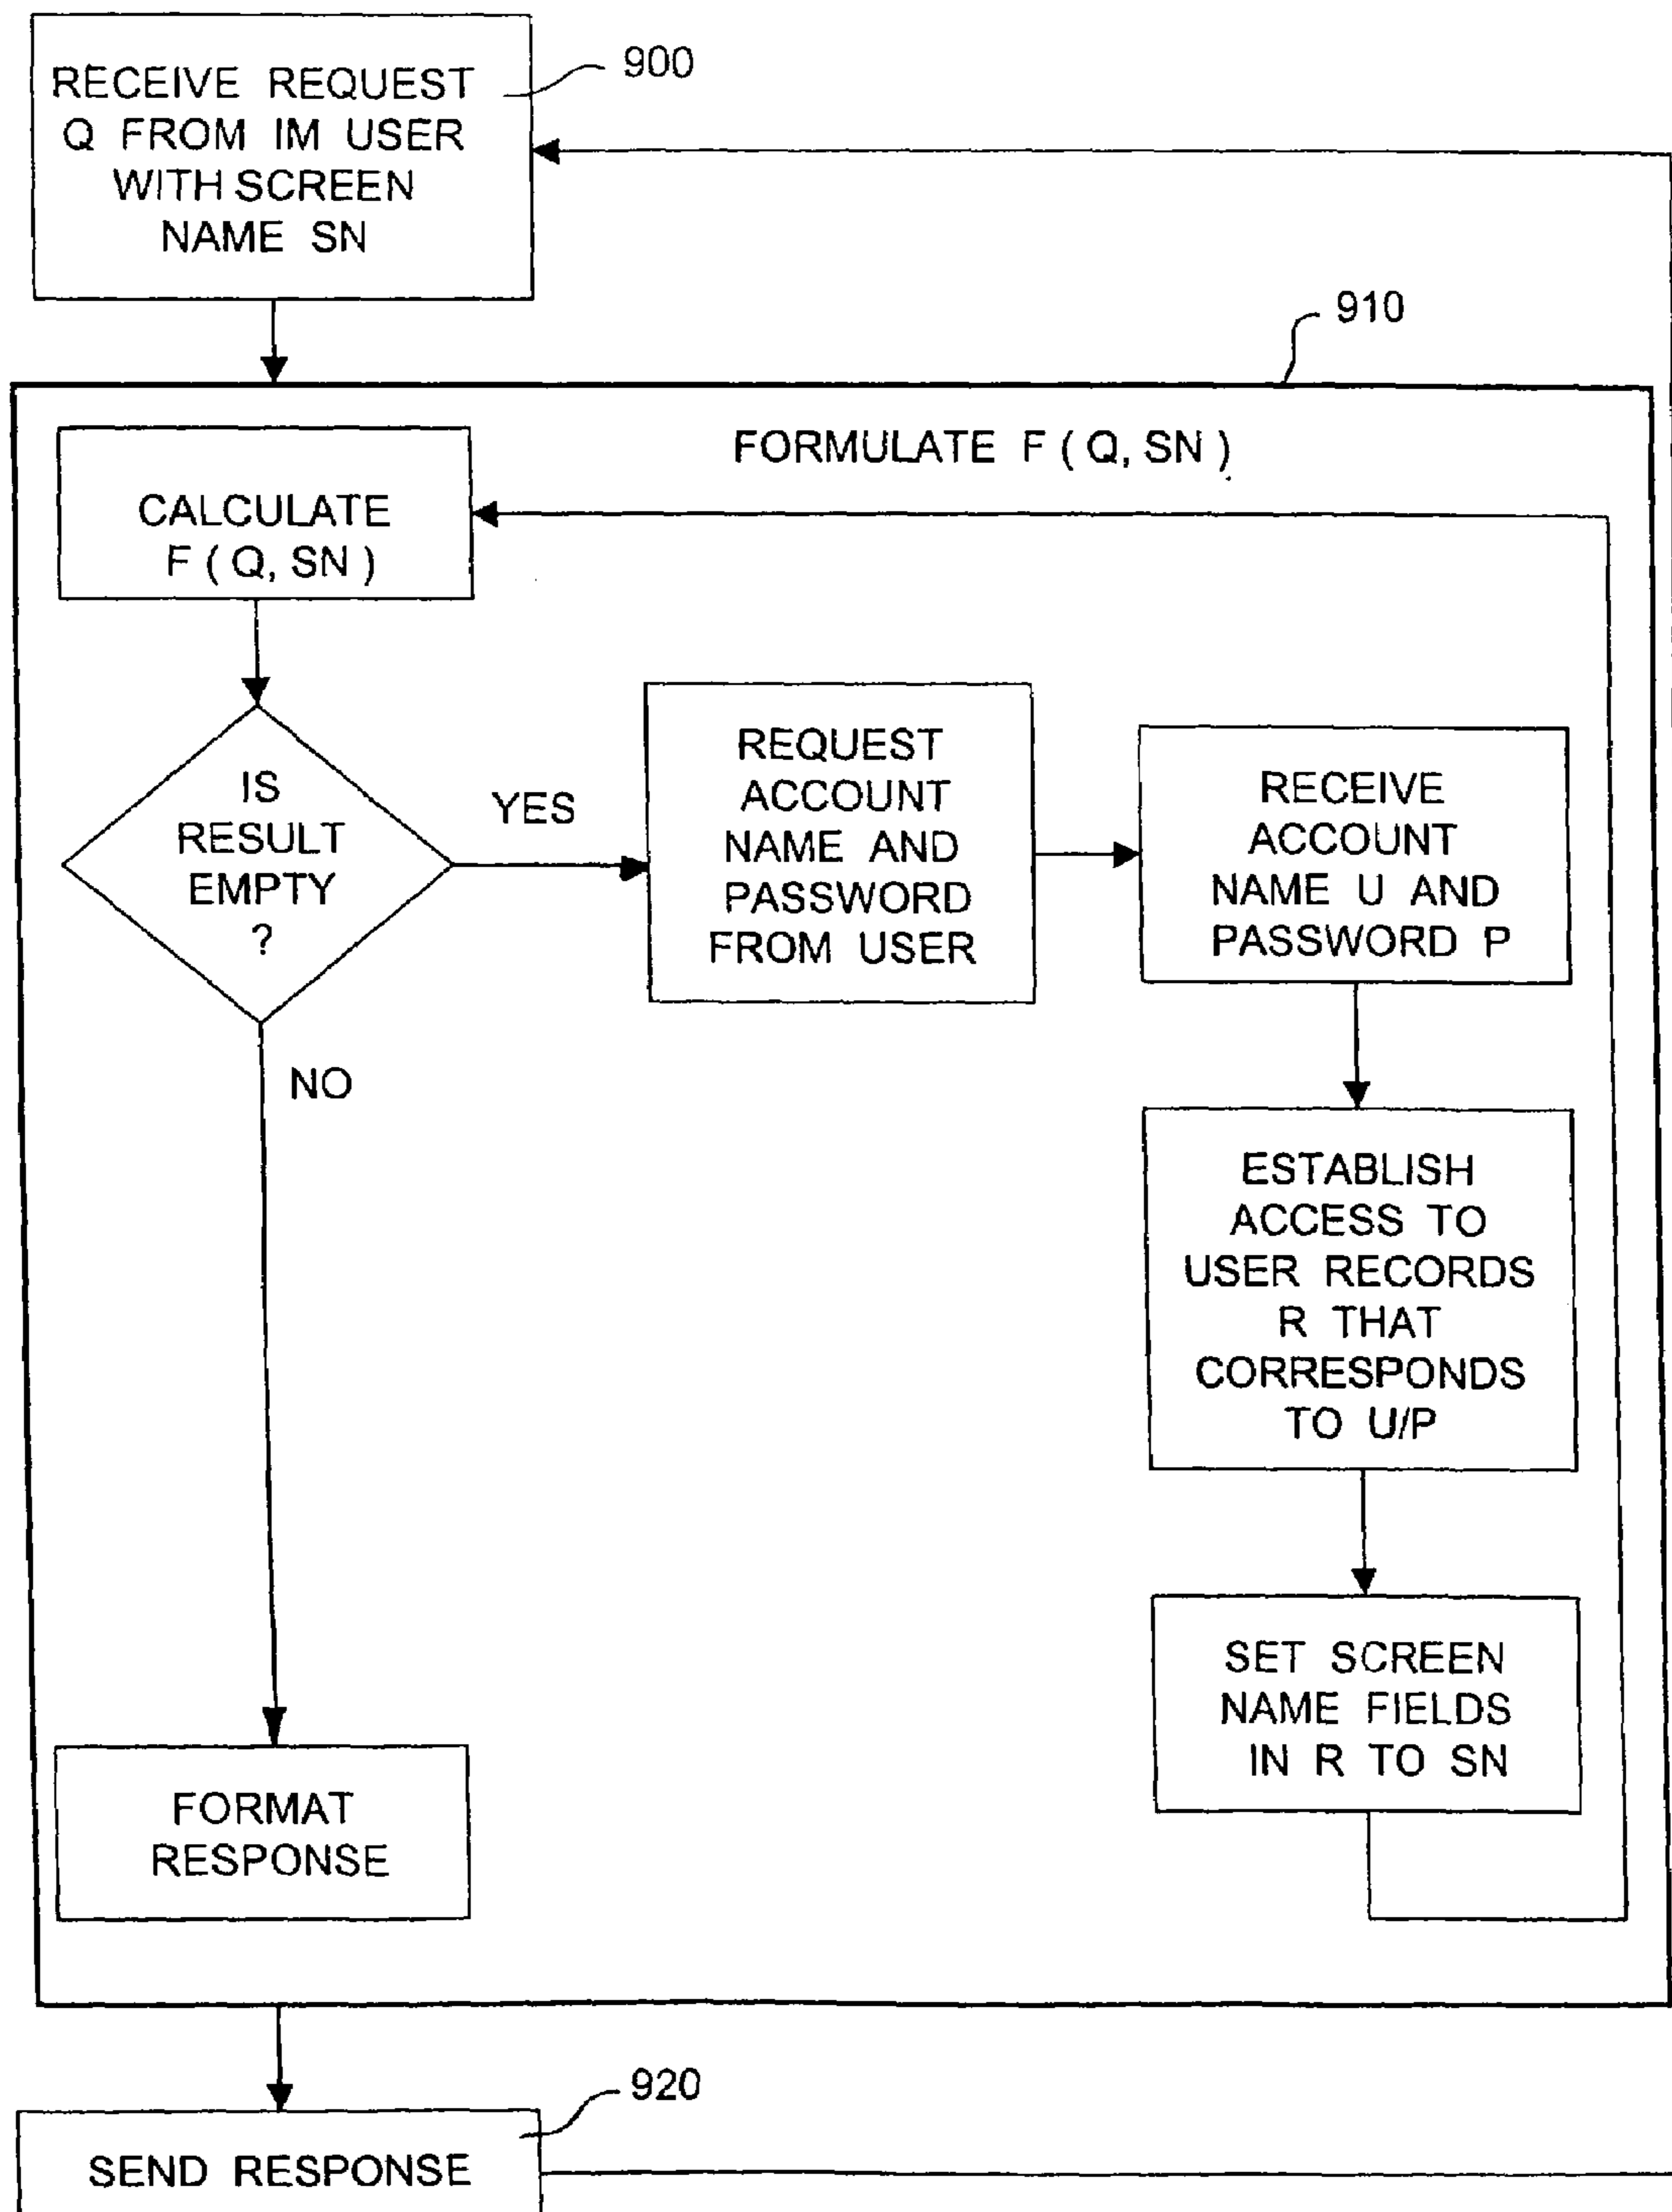 RECEIVE REQUEST
Q FROM IM USER
WITH SCREEN
NAME SN
900
910
FORMULATE F ( Q, SN )
CALCULATE
F ( Q, SN )
IS
RESULT
EMPTY
?
YES
NO
REQUEST
ACCOUNT
NAME AND
PASSWORD
FROM USER
RECEIVE
ACCOUNT
NAME U AND
PASSWORD P
ESTABLISH
ACCESS TO
USER RECORDS
R THAT
CORRESPONDS
TO U/P
SET SCREEN
NAME FIELDS
IN R TO SN
FORMAT
RESPONSE
920
SEND RESPONSE